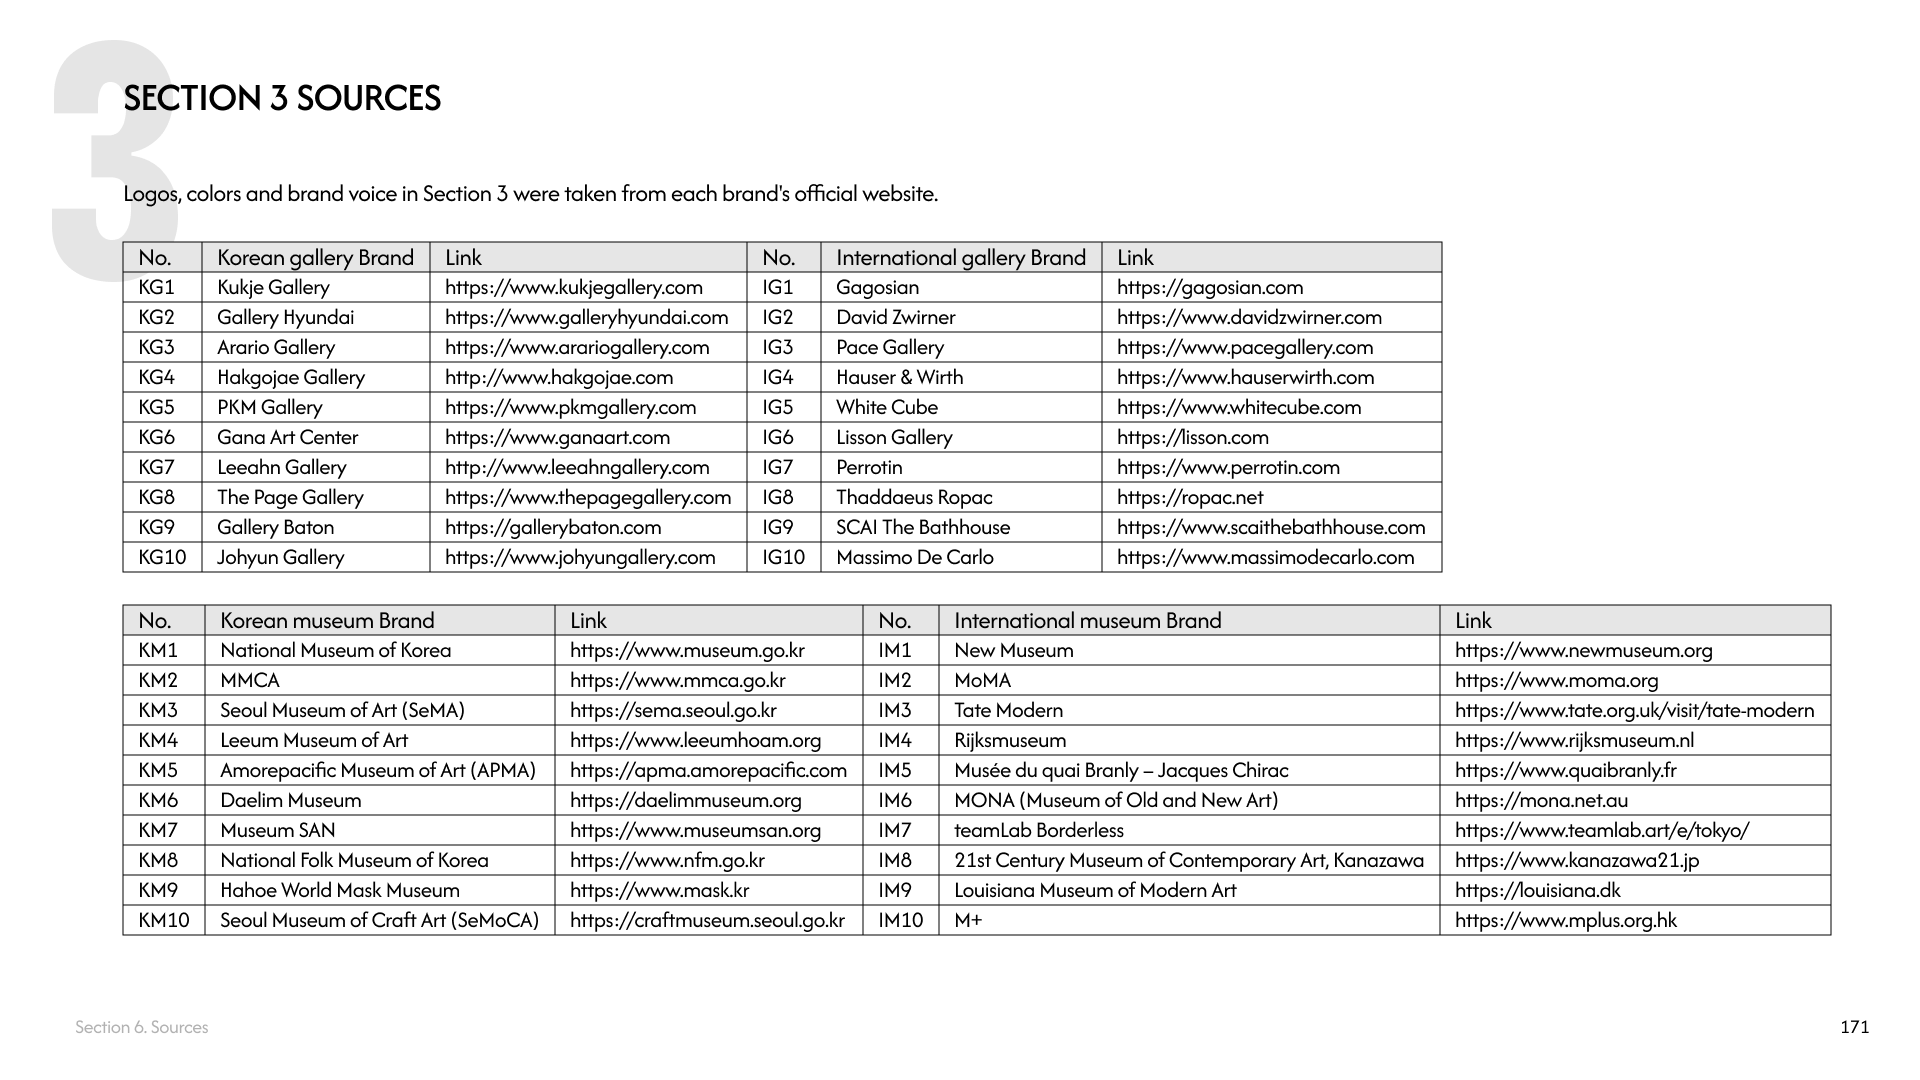 3
SECTION 3 SOURCES
Logos, colors and brand voice in Section 3 were taken from each brand's official website.
No. Korean gallery Brand Link No. International gallery Brand Link
KG1 Kukje Gallery https://www.kukjegallery.com IG1 Gagosian https://gagosian.com
KG2 Gallery Hyundai https://www.galleryhyundai.com IG2 David Zwirner https://www.davidzwirner.com
KG3 Arario Gallery https://www.arariogallery.com IG3 Pace Gallery https://www.pacegallery.com
KG4 Hakgojae Gallery http://www.hakgojae.com IG4 Hauser & Wirth https://www.hauserwirth.com
KG5 PKM Gallery https://www.pkmgallery.com IG5 White Cube https://www.whitecube.com
KG6 Gana Art Center https://www.ganaart.com IG6 Lisson Gallery https://lisson.com
KG7 Leeahn Gallery http://www.leeahngallery.com IG7 Perrotin https://www.perrotin.com
KG8 The Page Gallery https://www.thepagegallery.com IG8 Thaddaeus Ropac https://ropac.net
KG9 Gallery Baton https://gallerybaton.com IG9 SCAI The Bathhouse https://www.scaithebathhouse.com
KG10 Johyun Gallery https://www.johyungallery.com IG10 Massimo De Carlo https://www.massimodecarlo.com
No. Korean museum Brand Link No. International museum Brand Link
KM1 National Museum of Korea https://www.museum.go.kr IM1 New Museum https://www.newmuseum.org
KM2 MMCA https://www.mmca.go.kr IM2 MoMA https://www.moma.org
KM3 Seoul Museum of Art (SeMA) https://sema.seoul.go.kr IM3 Tate Modern https://www.tate.org.uk/visit/tate-modern
KM4 Leeum Museum of Art https://www.leeumhoam.org IM4 Rijksmuseum https://www.rijksmuseum.nl
KM5 Amorepacific Museum of Art (APMA) https://apma.amorepacific.com IM5 Musée du quai Branly – Jacques Chirac https://www.quaibranly.fr
KM6 Daelim Museum https://daelimmuseum.org IM6 MONA (Museum of Old and New Art) https://mona.net.au
KM7 Museum SAN https://www.museumsan.org IM7 teamLab Borderless https://www.teamlab.art/e/tokyo/
KM8 National Folk Museum of Korea https://www.nfm.go.kr IM8 21st Century Museum of Contemporary Art, Kanazawa https://www.kanazawa21.jp
KM9 Hahoe World Mask Museum https://www.mask.kr IM9 Louisiana Museum of Modern Art https://louisiana.dk
KM10 Seoul Museum of Craft Art (SeMoCA) https://craftmuseum.seoul.go.kr IM10 M+ https://www.mplus.org.hk
Section 6. Sources
171